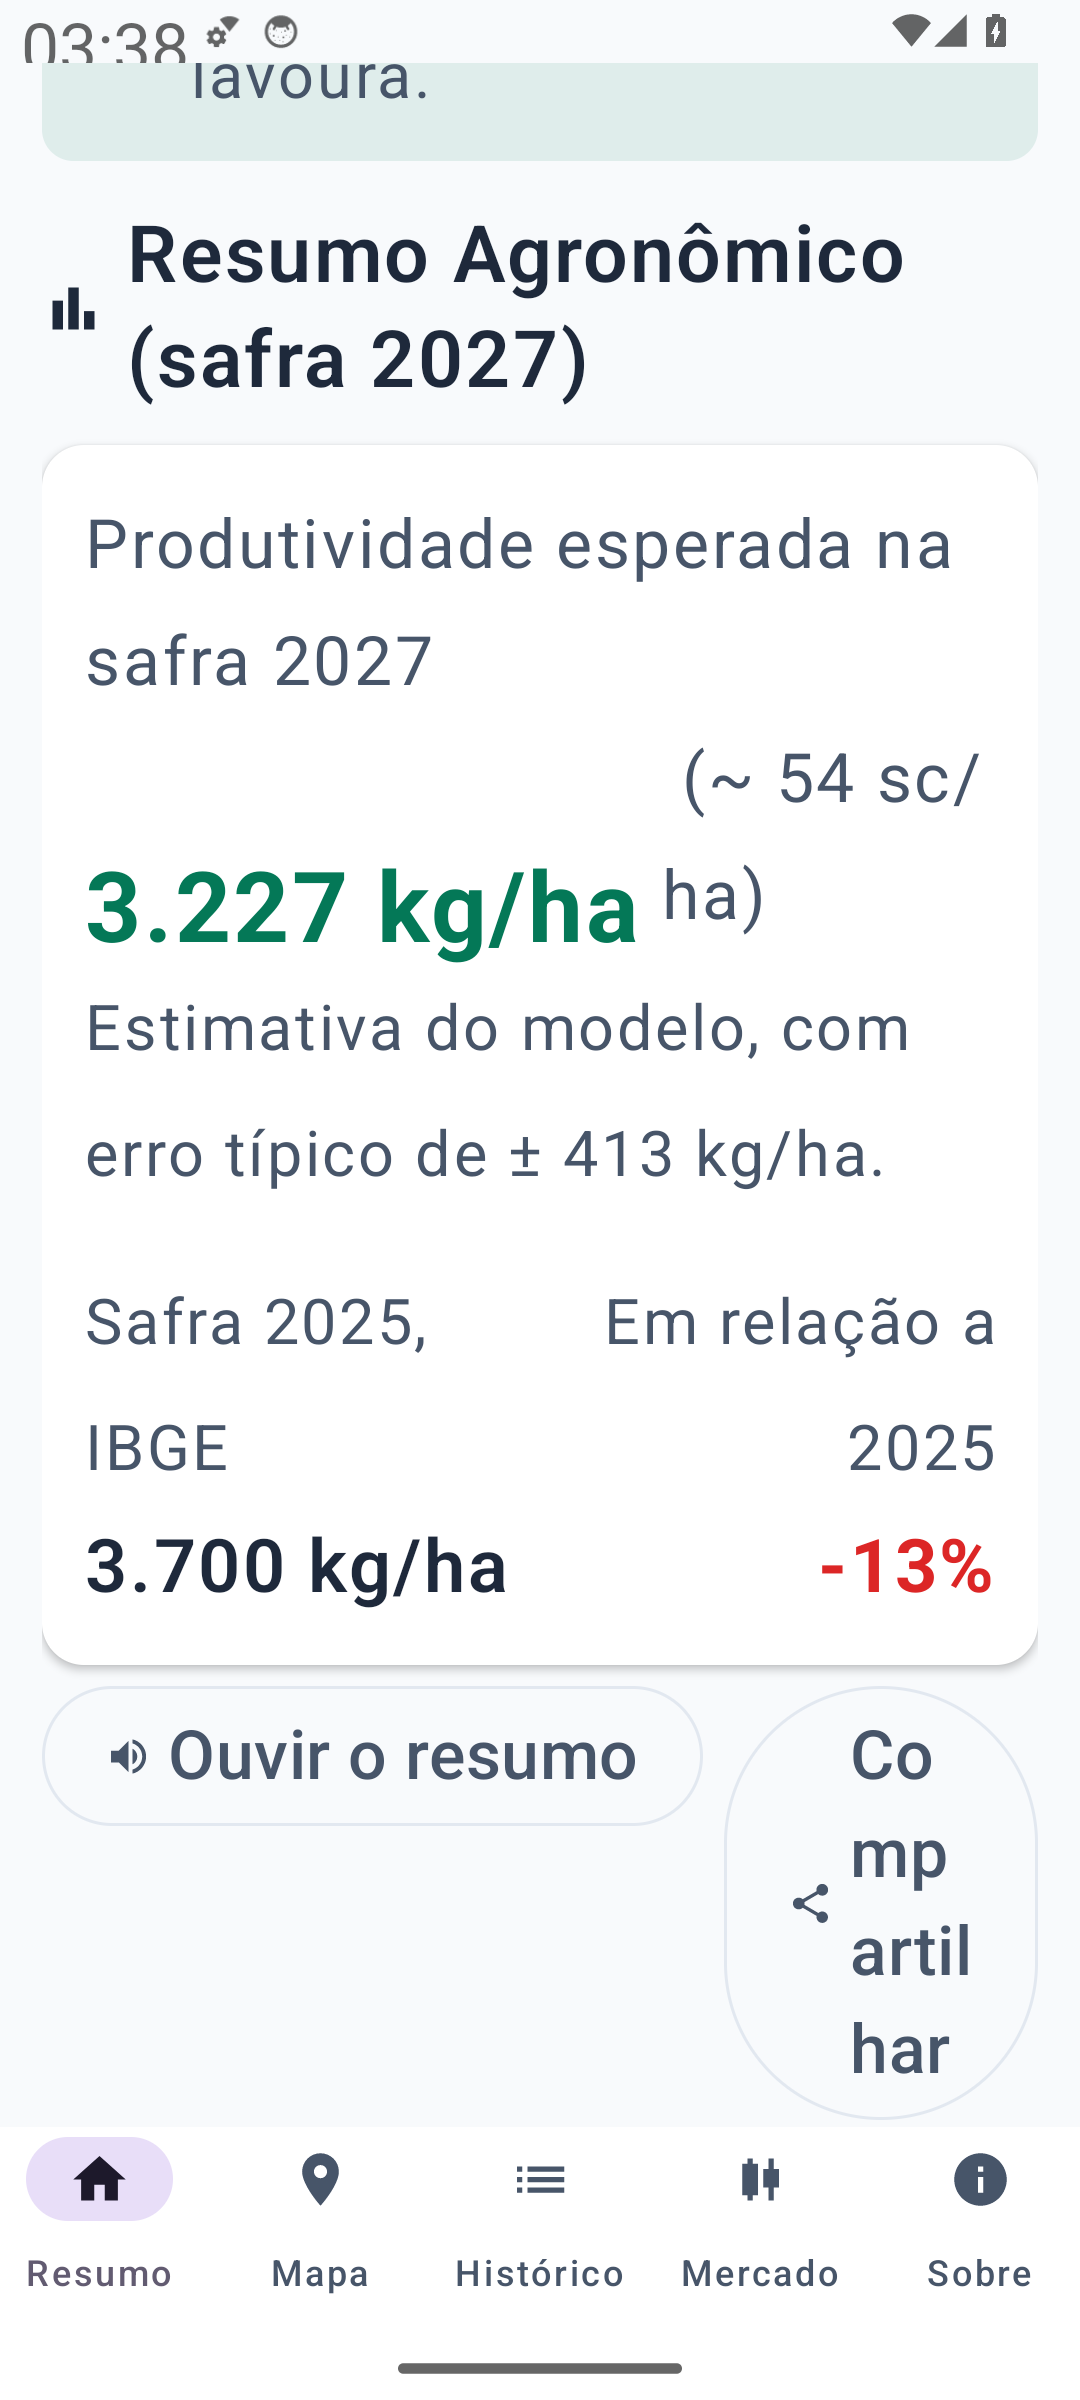 03:38
lavoura.
Resumo Agronômico
(safra 2027)
Produtividade esperada na
safra 2027
3.227 kg/ha (~ 54 sc/
ha)
Estimativa do modelo, com
erro típico de ± 413 kg/ha.
Safra 2025,
IBGE
3.700 kg/ha
Em relação a
2025
-13%
Ouvir o resumo
Co
mp
artil
har
Resumo
Mapa
Histórico
Mercado
Sobre